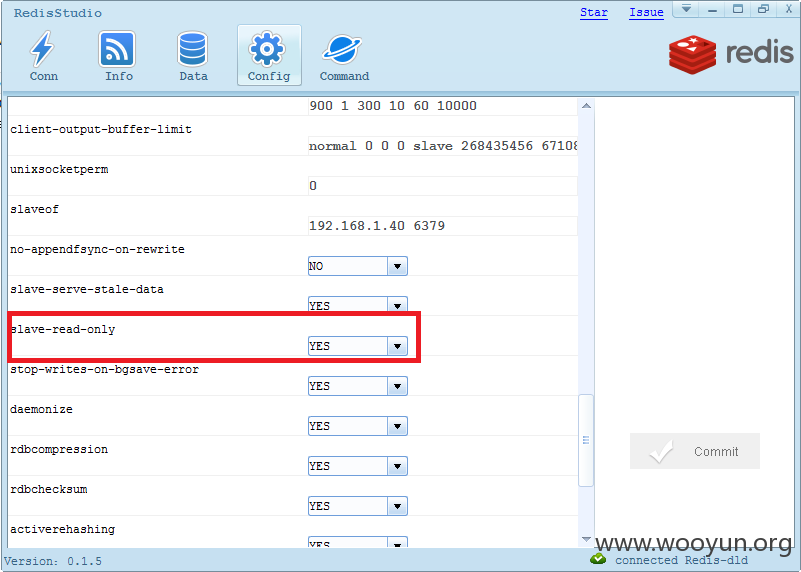 RedisStudio
Star Issue
Conn Info Data Config Command
redis
900 1 300 10 60 10000
client-output-buffer-limit
normal 0 0 0 slave 268435456 67108
unixsocketperm
0
slaveof
192.168.1.40 6379
no-appendfsync-on-rewrite
NO
slave-serve-stale-data
YES
slave-read-only
YES
stop-writes-on-bgsave-error
YES
daemonize
YES
rdbcompression
YES
rdbchecksum
YES
activerehashing
YES
Commit
www.wooyun.org
Version: 0.1.5
connected Redis-dld